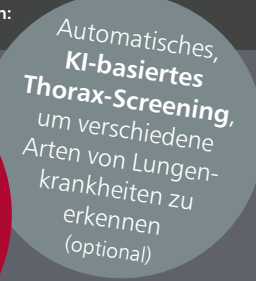 n:
Automatisches,
KI-basiertes
Thorax-Screening,
um verschiedene
Arten von Lungen-
krankheiten zu
erkennen
(optional)